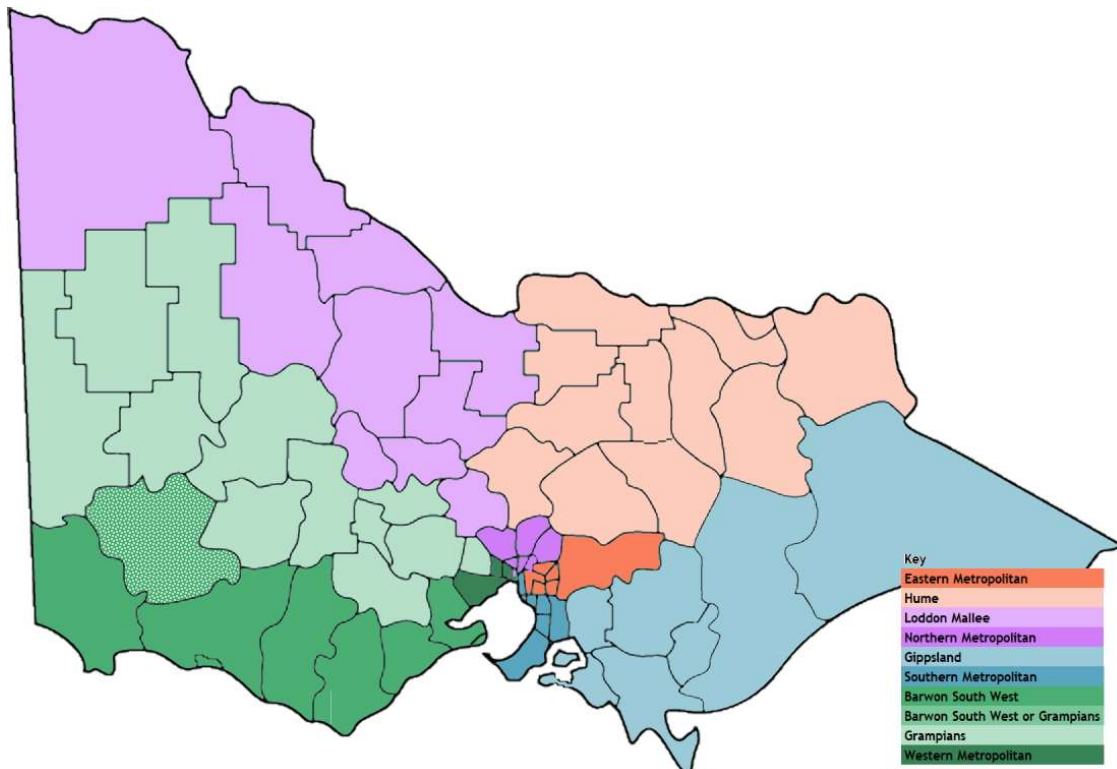 Key
Eastern Metropolitan
Hume
Loddon Mallee
Northern Metropolitan
Gippsland
Southern Metropolitan
Barwon South West
Barwon South West or Grampians
Grampians
Western Metropolitan